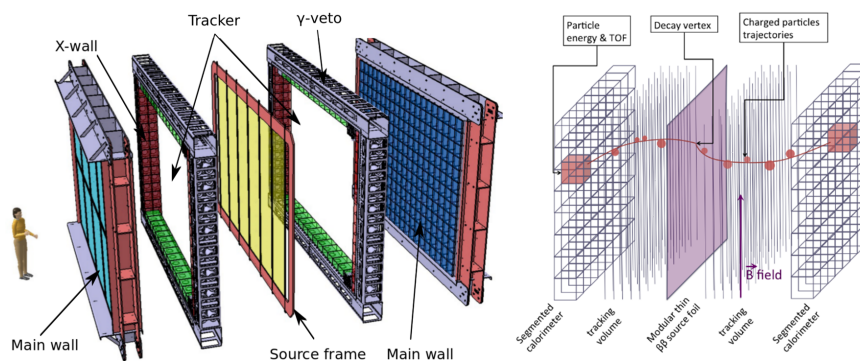 X-wall
Tracker
γ-veto
Main wall
Source frame
Main wall
Particle
energy & TOF
Decay vertex
Charged particles
trajectories
B field
Segmented
calorimeter
tracking
volume
Modular thin
ββ source foil
tracking
volume
Segmented
calorimeter